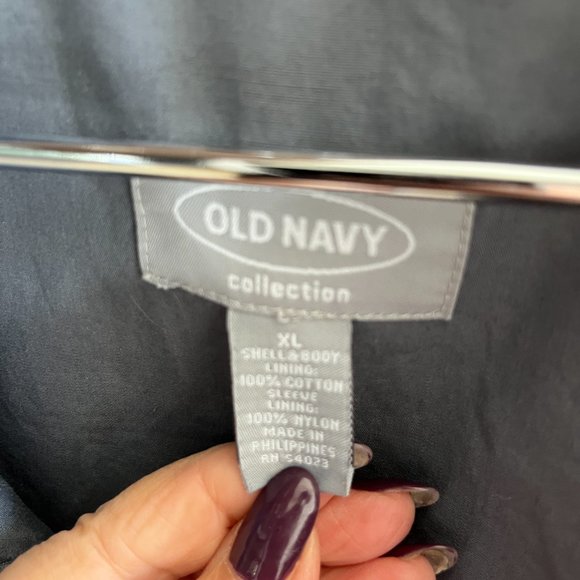 OLD NAVY
collection
XL
SHELL & BODY
LINING:
100% COTTON
SLEEVE
LINING:
100% NYLON
MADE IN
PHILIPPINES
RN 54023